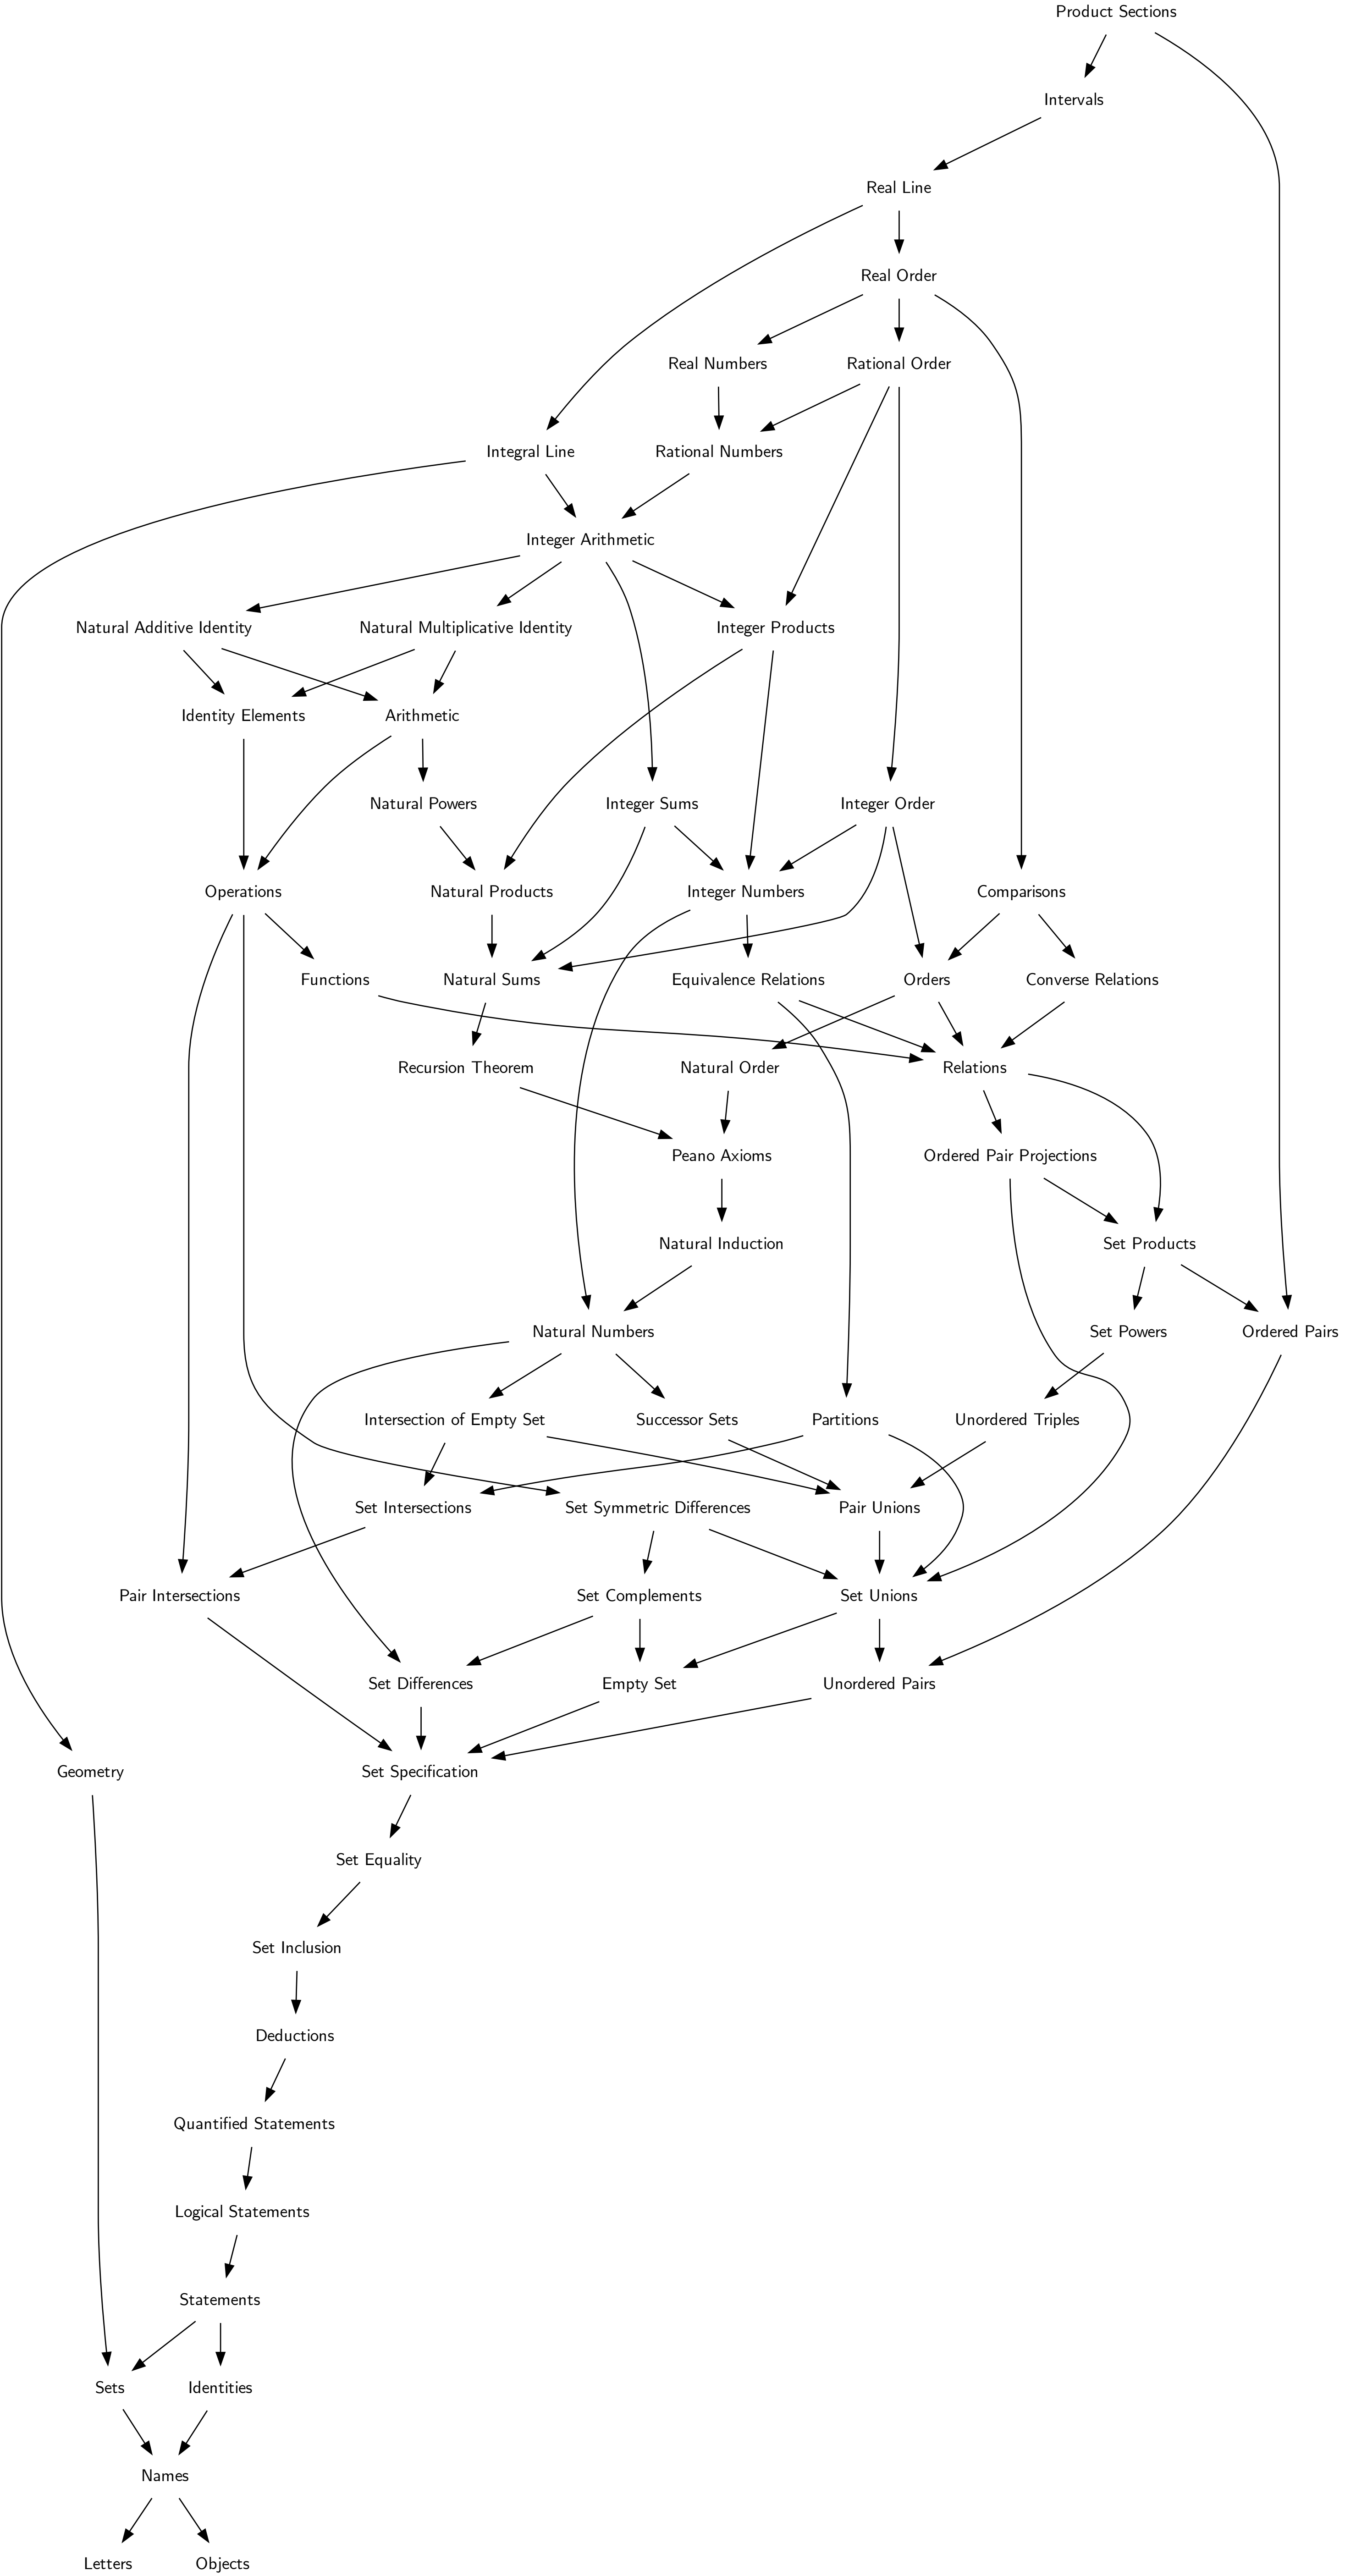 Product Sections
Intervals
Real Line
Real Order
Real Numbers
Rational Order
Integral Line
Rational Numbers
Integer Arithmetic
Natural Additive Identity
Natural Multiplicative Identity
Integer Products
Identity Elements
Arithmetic
Natural Powers
Integer Sums
Integer Order
Operations
Natural Products
Integer Numbers
Comparisons
Functions
Natural Sums
Equivalence Relations
Orders
Converse Relations
Recursion Theorem
Natural Order
Relations
Peano Axioms
Ordered Pair Projections
Natural Induction
Set Products
Natural Numbers
Set Powers
Ordered Pairs
Intersection of Empty Set
Successor Sets
Partitions
Unordered Triples
Set Intersections
Set Symmetric Differences
Pair Unions
Pair Intersections
Set Complements
Set Unions
Set Differences
Empty Set
Unordered Pairs
Geometry
Set Specification
Set Equality
Set Inclusion
Deductions
Quantified Statements
Logical Statements
Statements
Sets
Identities
Names
Letters
Objects